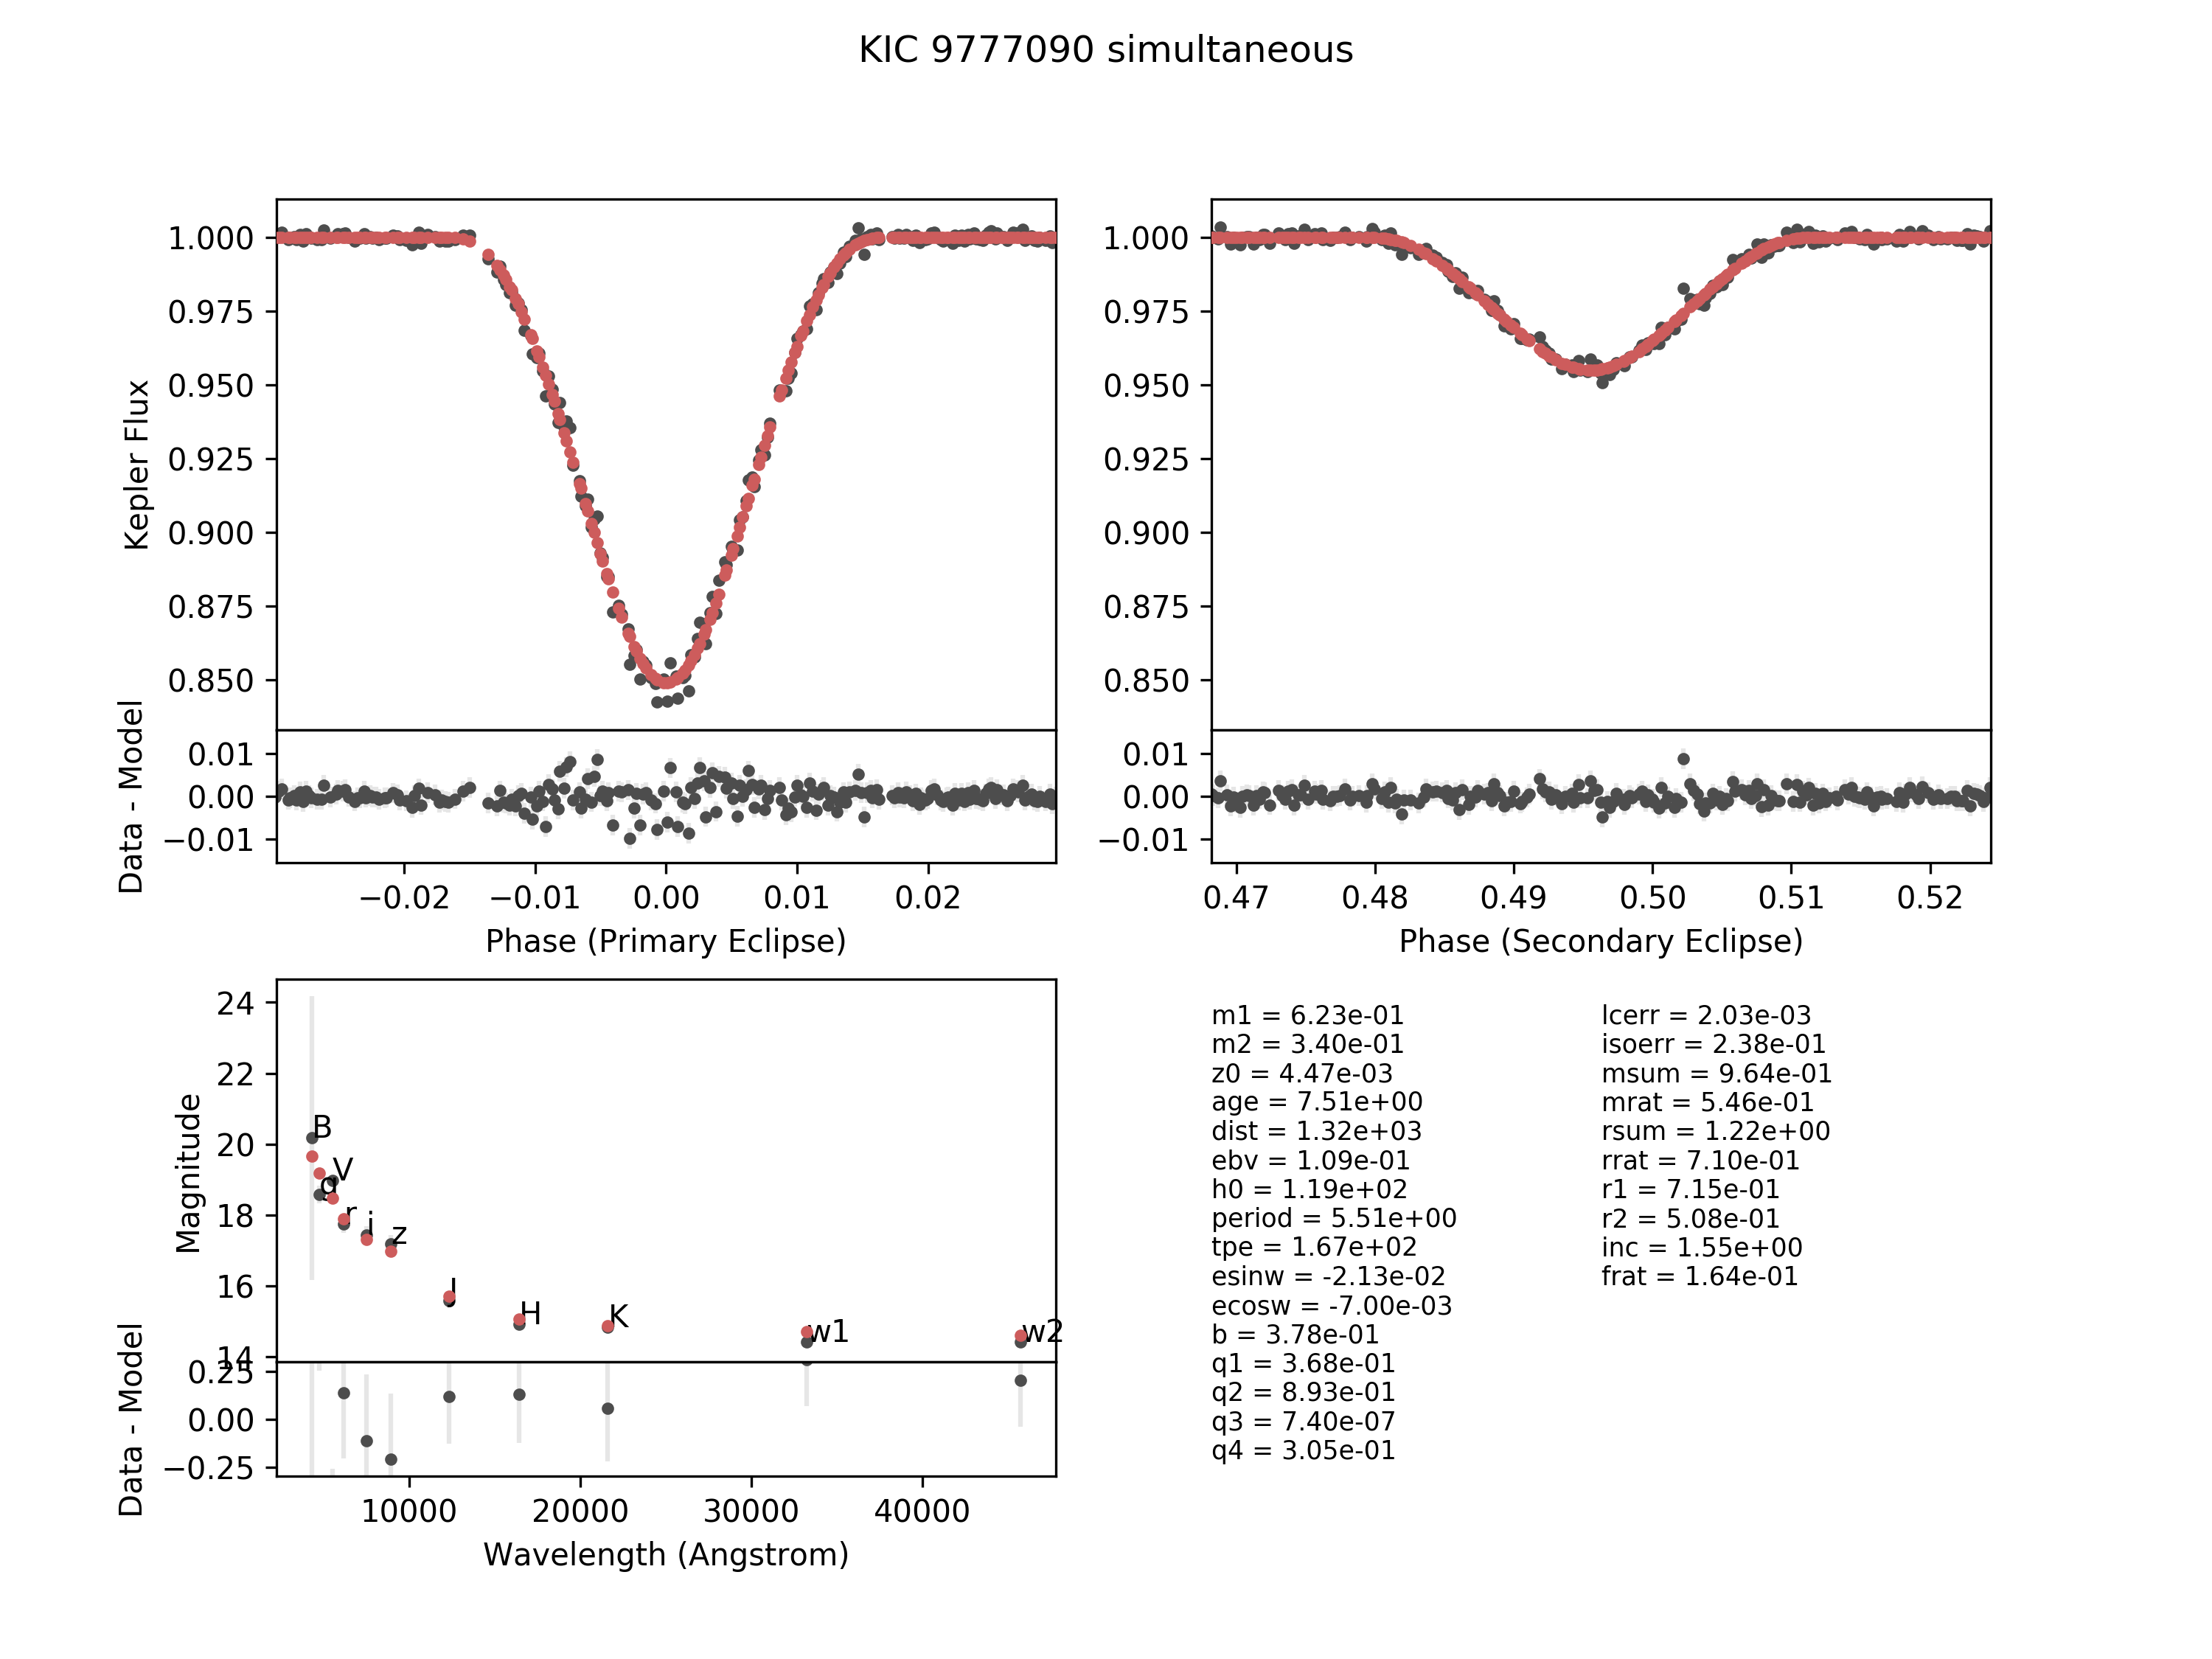 KIC 9777090 simultaneous
Kepler Flux
1.000
0.975
0.950
0.925
0.900
0.875
0.850
1.000
0.975
0.950
0.925
0.900
0.875
0.850
Data - Model
0.01
0.00
−0.01
0.01
0.00
−0.01
−0.02 −0.01 0.00 0.01 0.02
0.47 0.48 0.49 0.50 0.51 0.52
Phase (Primary Eclipse)
Phase (Secondary Eclipse)
Magnitude
24
22
20
18
16
14
B
V
g
r
i
z
J
H
K
w1
w2
Data - Model
0.25
0.00
−0.25
10000 20000 30000 40000
Wavelength (Angstrom)
m1 = 6.23e-01
m2 = 3.40e-01
z0 = 4.47e-03
age = 7.51e+00
dist = 1.32e+03
ebv = 1.09e-01
h0 = 1.19e+02
period = 5.51e+00
tpe = 1.67e+02
esinw = -2.13e-02
ecosw = -7.00e-03
b = 3.78e-01
q1 = 3.68e-01
q2 = 8.93e-01
q3 = 7.40e-07
q4 = 3.05e-01
lcerr = 2.03e-03
isoerr = 2.38e-01
msum = 9.64e-01
mrat = 5.46e-01
rsum = 1.22e+00
rrat = 7.10e-01
r1 = 7.15e-01
r2 = 5.08e-01
inc = 1.55e+00
frat = 1.64e-01